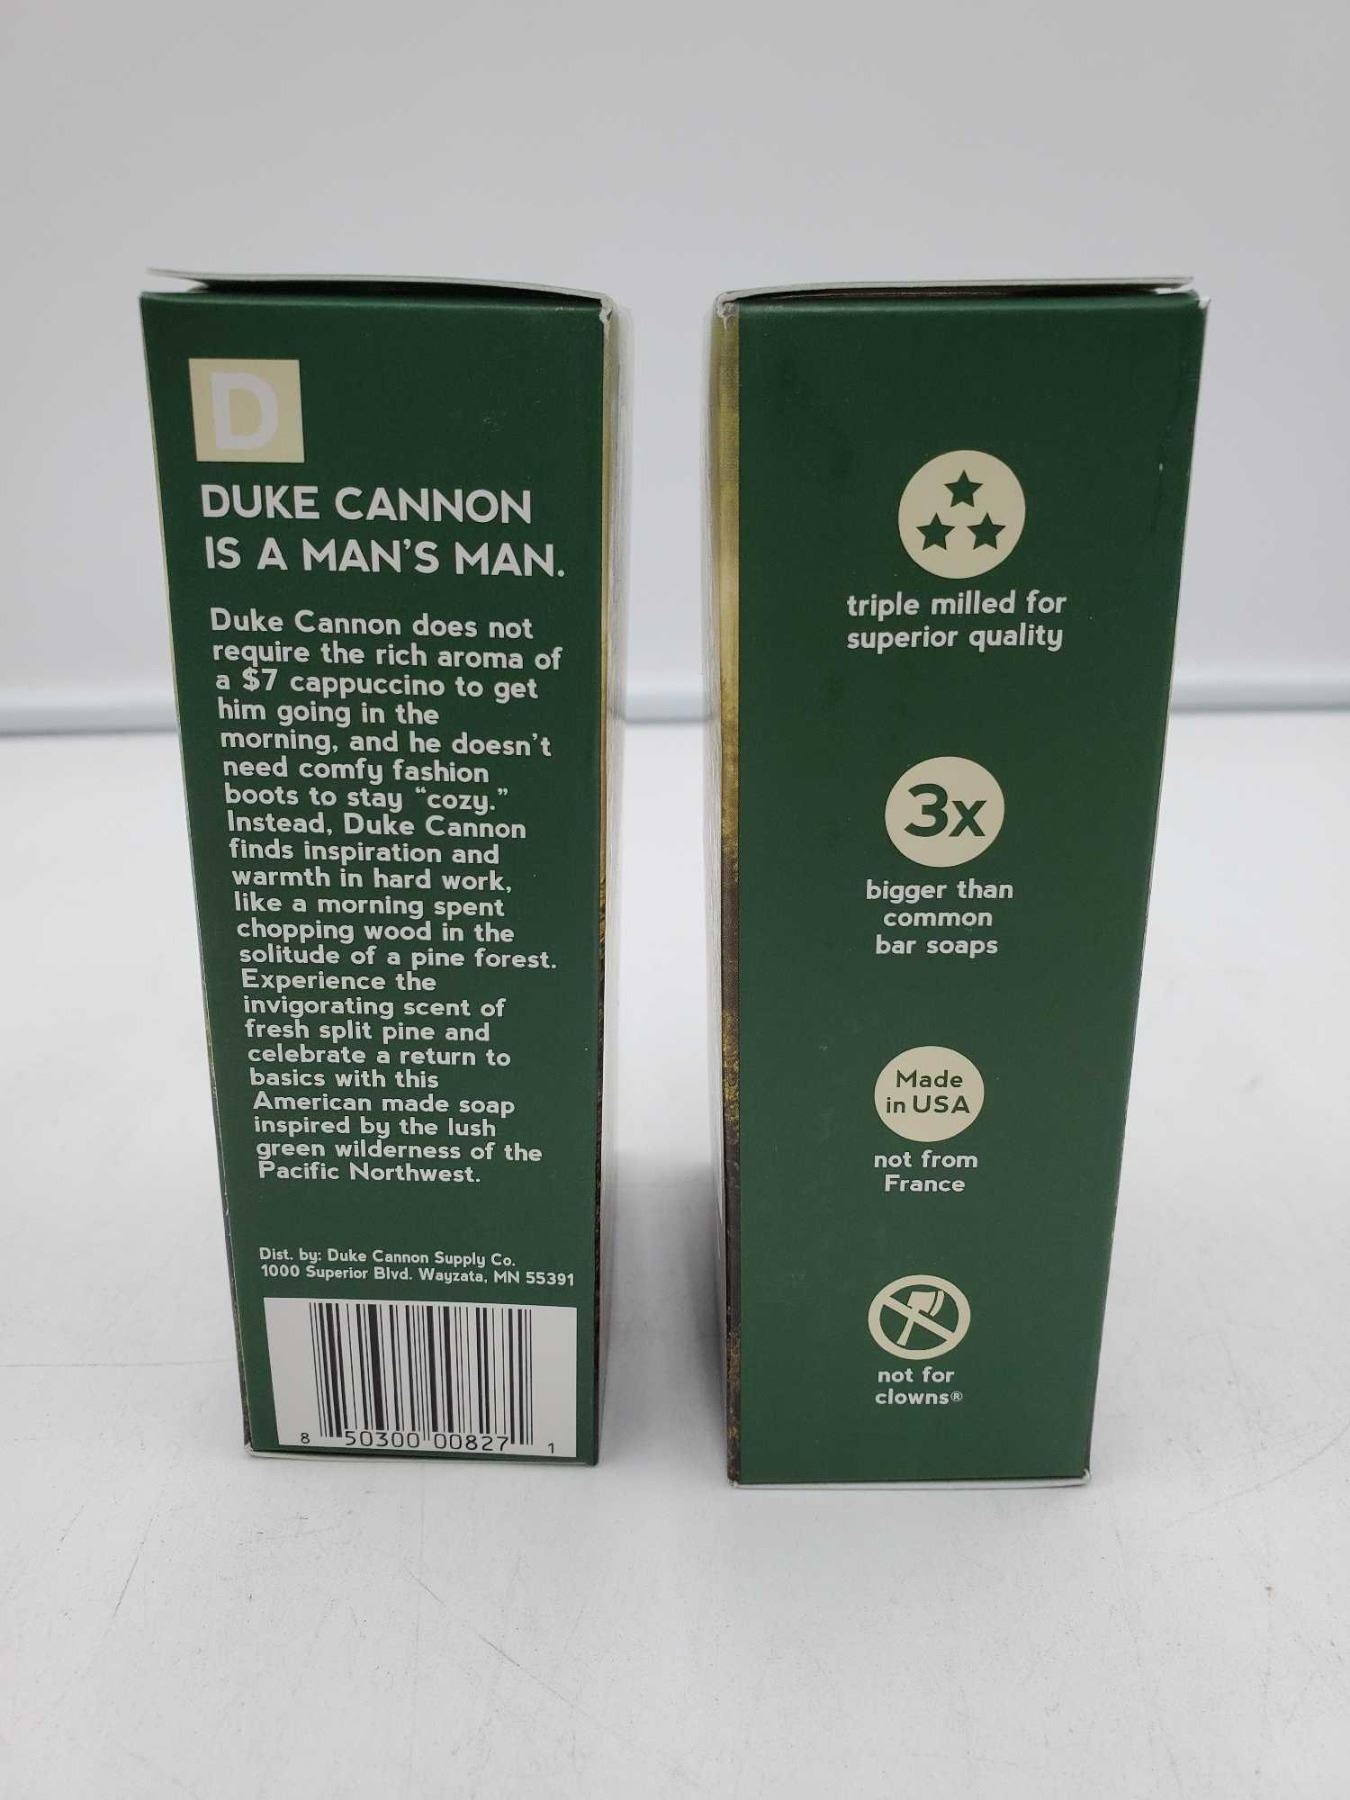 D
DUKE CANNON
IS A MAN'S MAN.
Duke Cannon does not
require the rich aroma of
a $7 cappuccino to get
him going in the
morning, and he doesn't
need comfy fashion
boots to stay “cozy.”
Instead, Duke Cannon
finds inspiration and
warmth in hard work,
like a morning spent
chopping wood in the
solitude of a pine forest.
Experience the
invigorating scent of
fresh split pine and
celebrate a return to
basics with this
American made soap
inspired by the lush
green wilderness of the
Pacific Northwest.
Dist. by: Duke Cannon Supply Co.
1000 Superior Blvd. Wayzata, MN 55391
8 50300 00827 1
triple milled for
superior quality
3x
bigger than
common
bar soaps
Made
in USA
not from
France
not for
clowns®